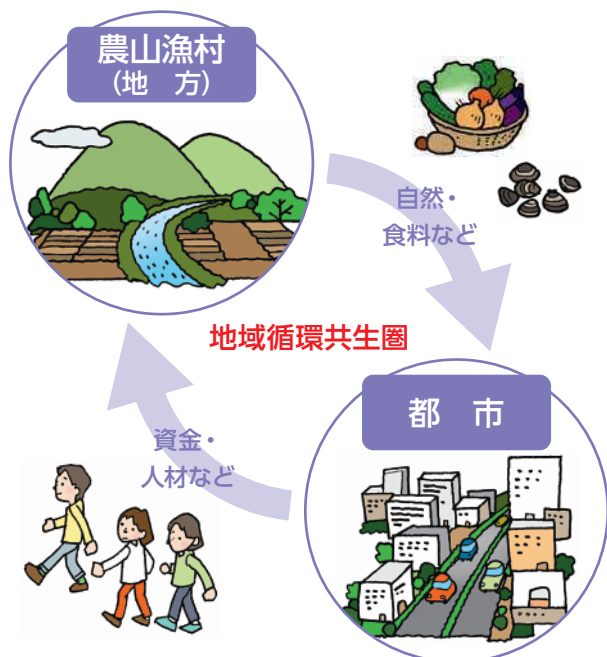 農山漁村
(地　方)
自然・
食料など
地域循環共生圏
都　市
資金・
人材など